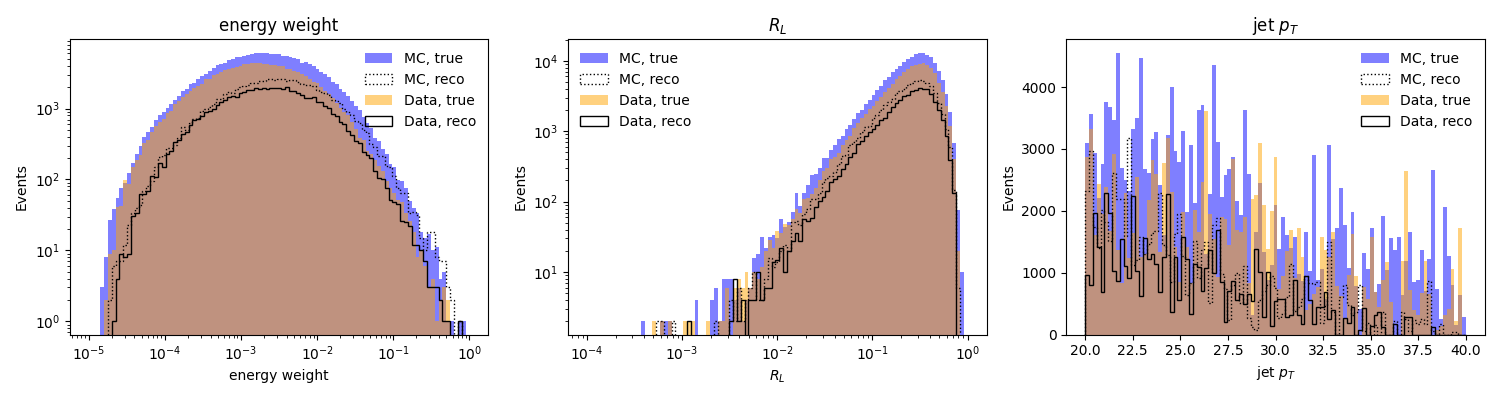 energy weight
Events
10³
10²
10¹
10⁰
10⁻⁵ 10⁻⁴ 10⁻³ 10⁻² 10⁻¹ 10⁰
energy weight
MC, true
MC, reco
Data, true
Data, reco
R_L
Events
10⁴
10³
10²
10¹
10⁻⁴ 10⁻³ 10⁻² 10⁻¹ 10⁰
R_L
MC, true
MC, reco
Data, true
Data, reco
jet p_T
Events
4000
3000
2000
1000
0
20.0 22.5 25.0 27.5 30.0 32.5 35.0 37.5 40.0
jet p_T
MC, true
MC, reco
Data, true
Data, reco